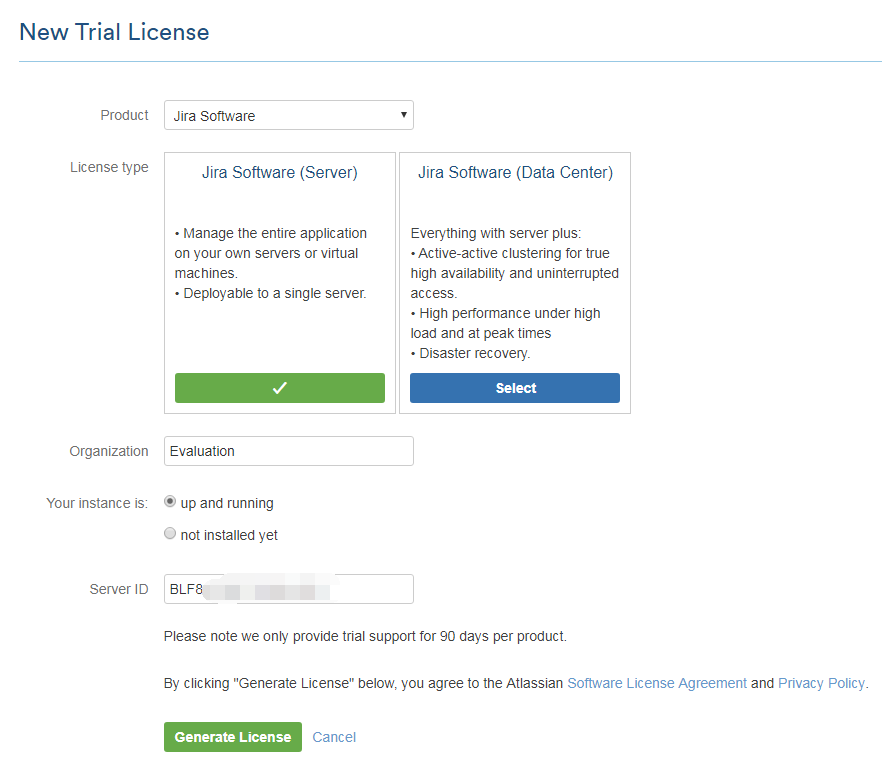 New Trial License
Product
Jira Software
License type
Jira Software (Server)
• Manage the entire application
on your own servers or virtual
machines.
• Deployable to a single server.
Jira Software (Data Center)
Everything with server plus:
• Active-active clustering for true
high availability and uninterrupted
access.
• High performance under high
load and at peak times
• Disaster recovery.
Select
Organization
Evaluation
Your instance is:
up and running
not installed yet
Server ID
BLF8
Please note we only provide trial support for 90 days per product.
By clicking "Generate License" below, you agree to the Atlassian Software License Agreement and Privacy Policy.
Generate License
Cancel